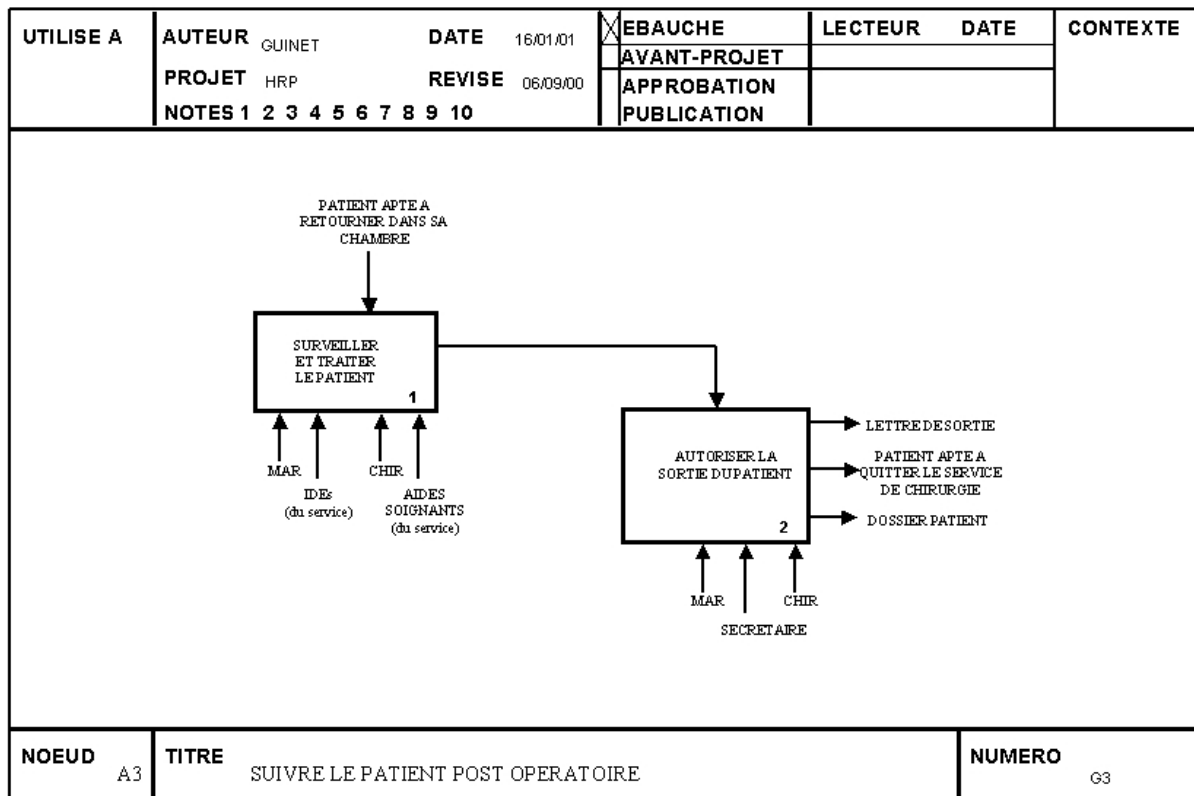 UTILISE A
AUTEUR GUINET DATE 16/01/01
PROJET HRP REVISE 06/09/00
NOTES 1 2 3 4 5 6 7 8 9 10
EBAUCHE
AVANT-PROJET
APPROBATION
PUBLICATION
LECTEUR DATE
CONTEXTE
PATIENT APTE A
RETOURNER DANS SA
CHAMBRE
SURVEILLER
ET TRAITER
LE PATIENT
1
MAR
IDEs
(du service)
CHIR
AIDES
SOIGNANTS
(du service)
AUTORISER LA
SORTIE DU PATIENT
2
LETTRE DE SORTIE
PATIENT APTE A
QUITTER LE SERVICE
DE CHIRURGIE
DOSSIER PATIENT
MAR
SECRETAIRE
CHIR
NOEUD A3
TITRE SUIVRE LE PATIENT POST OPERATOIRE
NUMERO G3